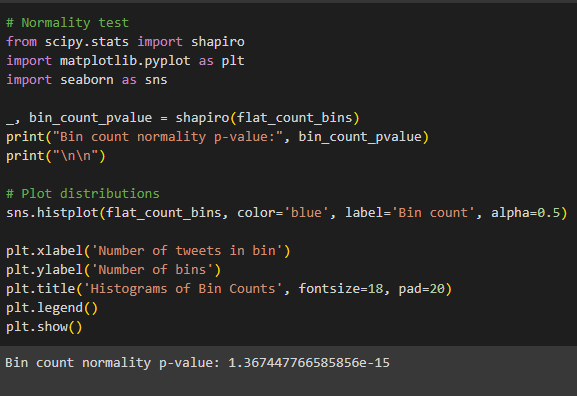 # Normality test
from scipy.stats import shapiro
import matplotlib.pyplot as plt
import seaborn as sns
_, bin_count_pvalue = shapiro(flat_count_bins)
print("Bin count normality p-value:", bin_count_pvalue)
print("\n\n")
# Plot distributions
sns.histplot(flat_count_bins, color='blue', label='Bin count', alpha=0.5)
plt.xlabel('Number of tweets in bin')
plt.ylabel('Number of bins')
plt.title('Histograms of Bin Counts', fontsize=18, pad=20)
plt.legend()
plt.show()
Bin count normality p-value: 1.367447766585856e-15